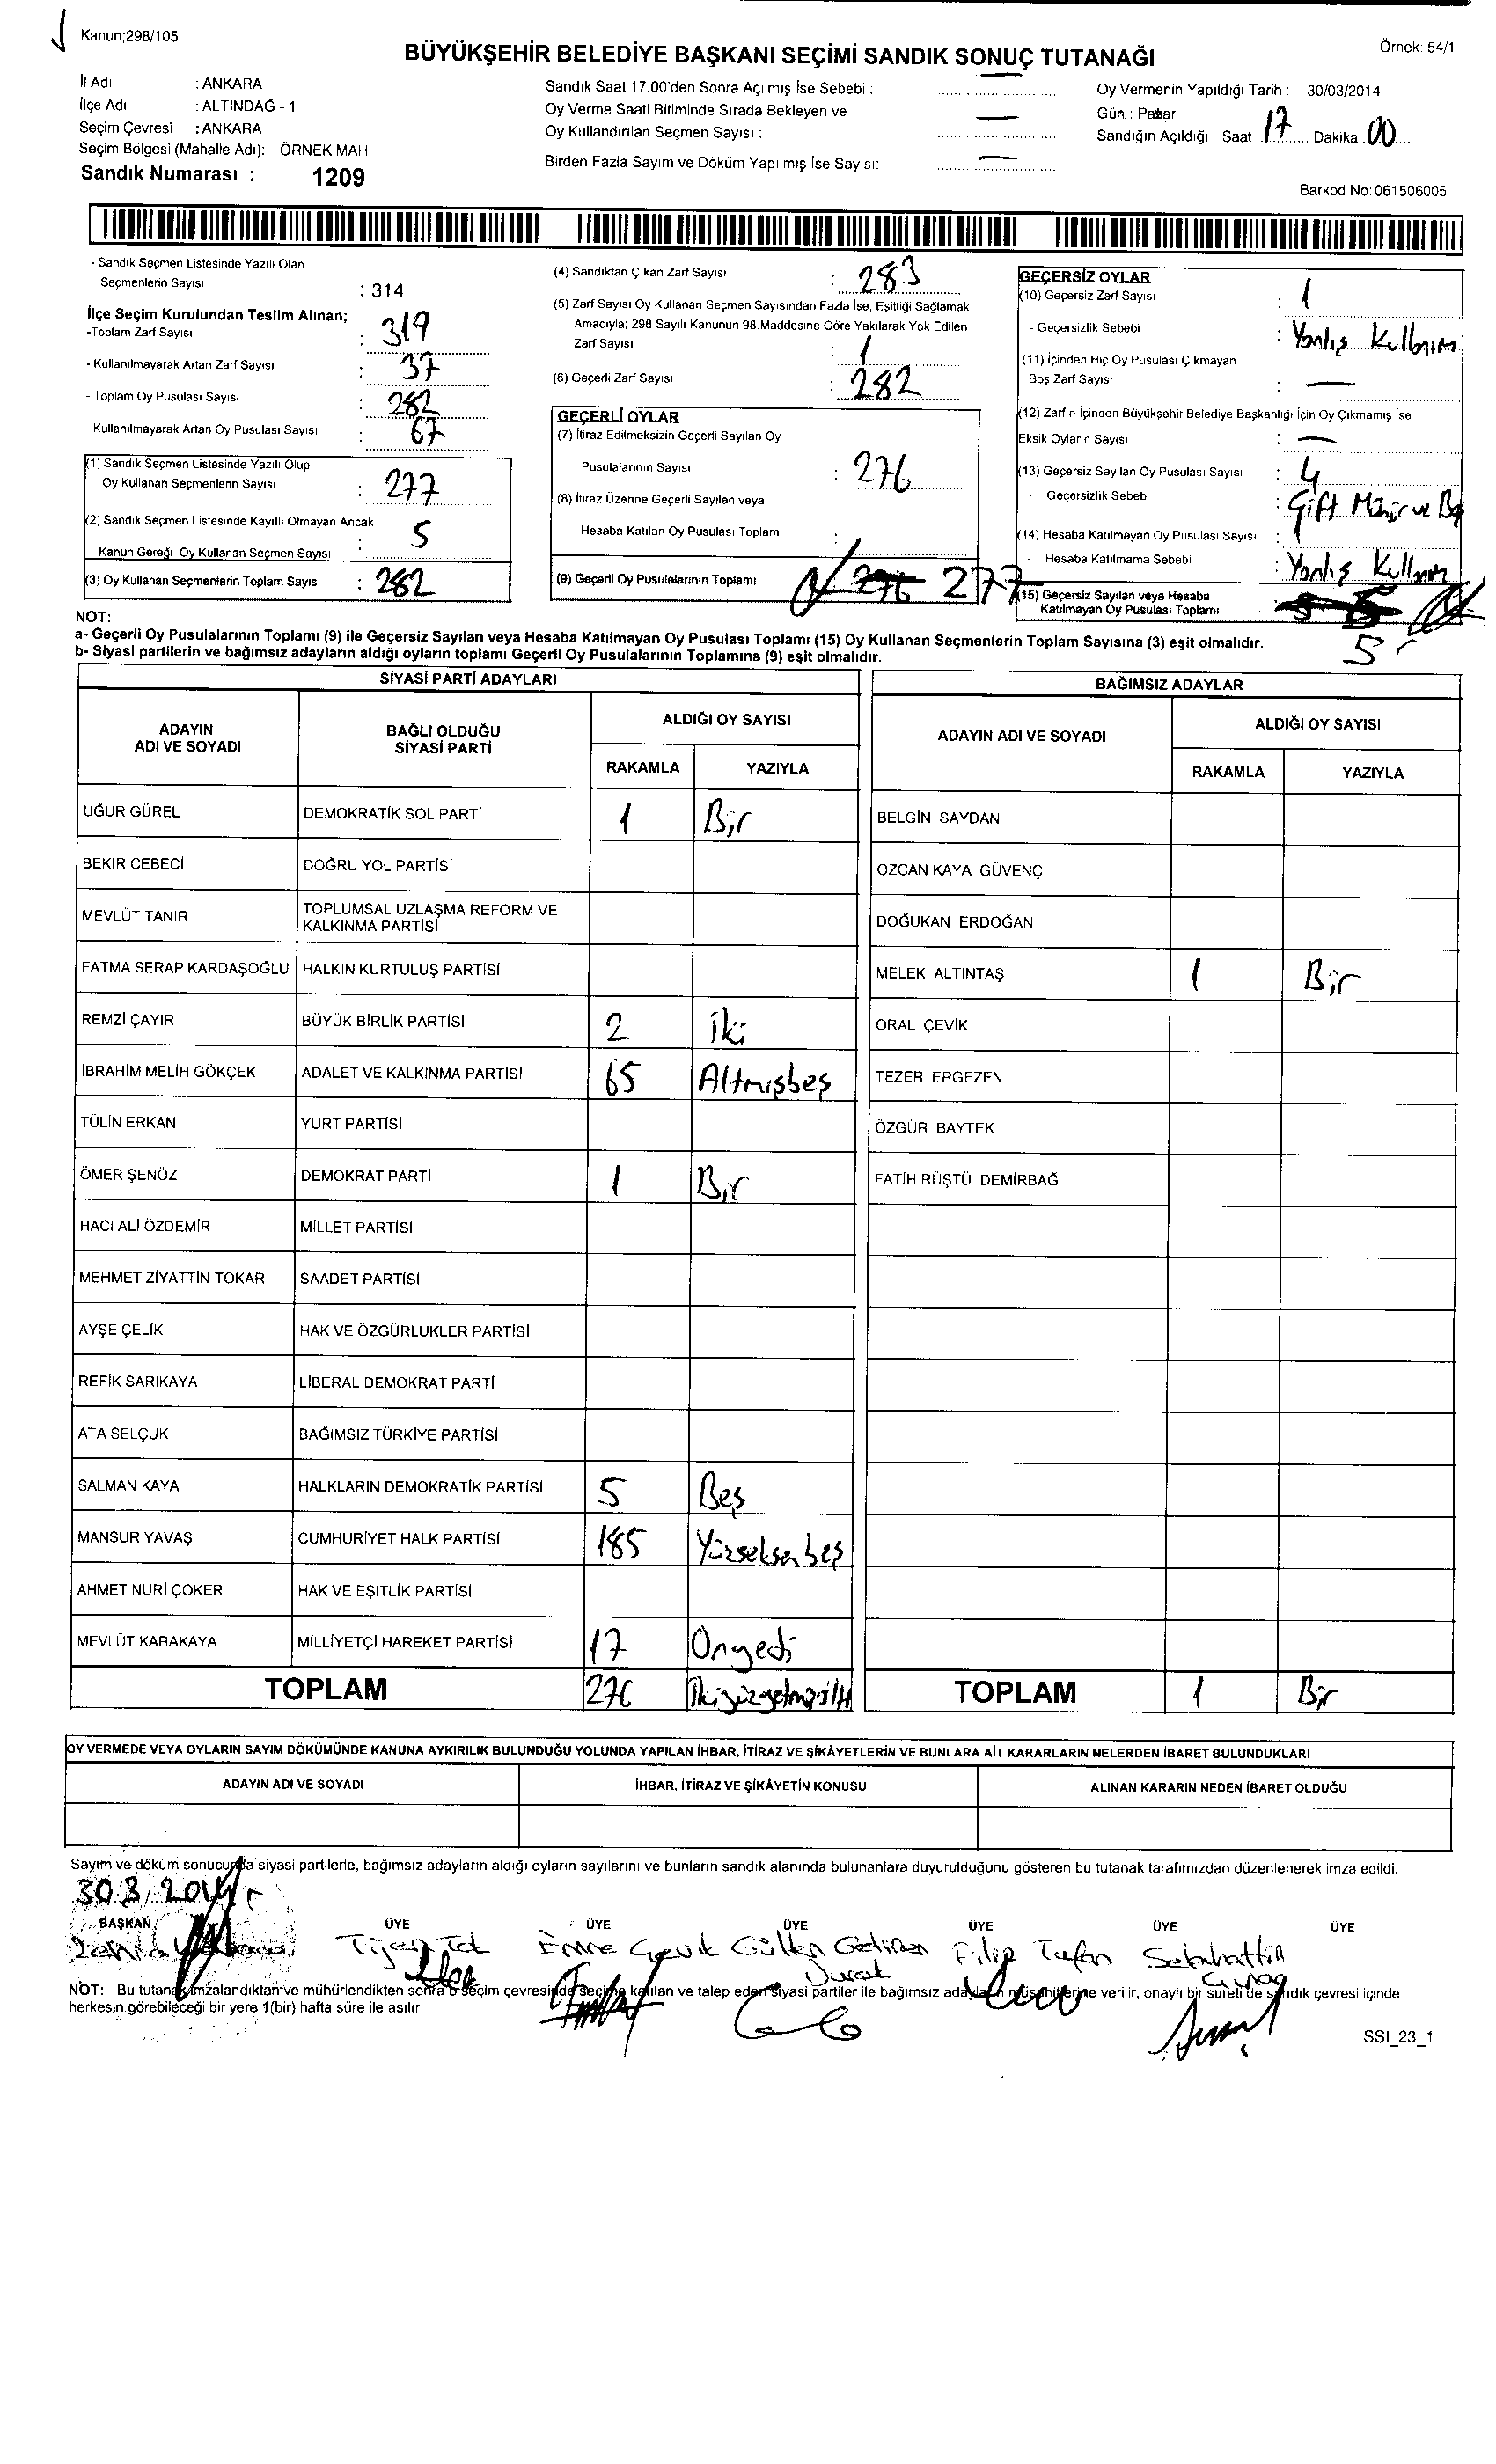 Kanun;298/105
Örnek: 54/1
BÜYÜKŞEHİR BELEDİYE BAŞKANI SEÇİMİ SANDIK SONUÇ TUTANAĞI
İl Adı : ANKARA
İlçe Adı : ALTINDAĞ - 1
Seçim Çevresi : ANKARA
Seçim Bölgesi (Mahalle Adı): ÖRNEK MAH.
Sandık Numarası : 1209
Sandık Saat 17.00'den Sonra Açılmış İse Sebebi : —
Oy Verme Saati Bitiminde Sırada Bekleyen ve
Oy Kullandırılan Seçmen Sayısı : —
Birden Fazla Sayım ve Döküm Yapılmış İse Sayısı: —
Oy Vermenin Yapıldığı Tarih : 30/03/2014
Gün : Pazar
Sandığın Açıldığı Saat : 17 Dakika: 00
Barkod No: 061506005
- Sandık Seçmen Listesinde Yazılı Olan
Seçmenlerin Sayısı : 314
İlçe Seçim Kurulundan Teslim Alınan;
-Toplam Zarf Sayısı : 319
- Kullanılmayarak Artan Zarf Sayısı : 37
- Toplam Oy Pusulası Sayısı : 282
- Kullanılmayarak Artan Oy Pusulası Sayısı : 67
(1) Sandık Seçmen Listesinde Yazılı Olup
Oy Kullanan Seçmenlerin Sayısı : 277
(2) Sandık Seçmen Listesinde Kayıtlı Olmayan Ancak
Kanun Gereği Oy Kullanan Seçmen Sayısı : 5
(3) Oy Kullanan Seçmenlerin Toplam Sayısı : 282
(4) Sandıktan Çıkan Zarf Sayısı : 283
(5) Zarf Sayısı Oy Kullanan Seçmen Sayısından Fazla İse, Eşitliği Sağlamak
Amacıyla; 298 Sayılı Kanunun 98.Maddesine Göre Yakılarak Yok Edilen
Zarf Sayısı : 1
(6) Geçerli Zarf Sayısı : 282
GEÇERLİ OYLAR
(7) İtiraz Edilmeksizin Geçerli Sayılan Oy
Pusulalarının Sayısı : 276
(8) İtiraz Üzerine Geçerli Sayılan veya
Hesaba Katılan Oy Pusulası Toplamı : 1
(9) Geçerli Oy Pusulalarının Toplamı 276 277
GEÇERSİZ OYLAR
(10) Geçersiz Zarf Sayısı : 1
- Geçersizlik Sebebi : Yanlış Kullanım
(11) İçinden Hiç Oy Pusulası Çıkmayan
Boş Zarf Sayısı : —
(12) Zarfın İçinden Büyükşehir Belediye Başkanlığı İçin Oy Çıkmamış İse
Eksik Oyların Sayısı : —
(13) Geçersiz Sayılan Oy Pusulası Sayısı : 4
- Geçersizlik Sebebi : Çift Mühür ve
(14) Hesaba Katılmayan Oy Pusulası Sayısı : 1
- Hesaba Katılmama Sebebi : Yanlış Kullanım
(15) Geçersiz Sayılan veya Hesaba
Katılmayan Oy Pusulası Toplamı 5
NOT:
a- Geçerli Oy Pusulalarının Toplamı (9) ile Geçersiz Sayılan veya Hesaba Katılmayan Oy Pusulası Toplamı (15) Oy Kullanan Seçmenlerin Toplam Sayısına (3) eşit olmalıdır.
b- Siyasi partilerin ve bağımsız adayların aldığı oyların toplamı Geçerli Oy Pusulalarının Toplamına (9) eşit olmalıdır.
SİYASİ PARTİ ADAYLARI
ADAYIN ADI VE SOYADI BAĞLI OLDUĞU SİYASİ PARTİ ALDIĞI OY SAYISI
RAKAMLA YAZIYLA
UĞUR GÜREL DEMOKRATİK SOL PARTİ 1 Bir
BEKİR CEBECİ DOĞRU YOL PARTİSİ
MEVLÜT TANIR TOPLUMSAL UZLAŞMA REFORM VE KALKINMA PARTİSİ
FATMA SERAP KARDAŞOĞLU HALKIN KURTULUŞ PARTİSİ
REMZİ ÇAYIR BÜYÜK BİRLİK PARTİSİ 2 İki
İBRAHİM MELİH GÖKÇEK ADALET VE KALKINMA PARTİSİ 65 Altmışbeş
TÜLİN ERKAN YURT PARTİSİ
ÖMER ŞENÖZ DEMOKRAT PARTİ 1 Bir
HACI ALİ ÖZDEMİR MİLLET PARTİSİ
MEHMET ZİYATTİN TOKAR SAADET PARTİSİ
AYŞE ÇELİK HAK VE ÖZGÜRLÜKLER PARTİSİ
REFİK SARIKAYA LİBERAL DEMOKRAT PARTİ
ATA SELÇUK BAĞIMSIZ TÜRKİYE PARTİSİ
SALMAN KAYA HALKLARIN DEMOKRATİK PARTİSİ 5 Beş
MANSUR YAVAŞ CUMHURİYET HALK PARTİSİ 185 Yüzseksenbeş
AHMET NURİ ÇOKER HAK VE EŞİTLİK PARTİSİ
MEVLÜT KARAKAYA MİLLİYETÇİ HAREKET PARTİSİ 17 Onyedi
TOPLAM 276 İkiyüzyetmişaltı
BAĞIMSIZ ADAYLAR
ADAYIN ADI VE SOYADI ALDIĞI OY SAYISI
RAKAMLA YAZIYLA
BELGİN SAYDAN
ÖZCAN KAYA GÜVENÇ
DOĞUKAN ERDOĞAN
MELEK ALTINTAŞ 1 Bir
ORAL ÇEVİK
TEZER ERGEZEN
ÖZGÜR BAYTEK
FATİH RÜŞTÜ DEMİRBAĞ
TOPLAM 1 Bir
OY VERMEDE VEYA OYLARIN SAYIM DÖKÜMÜNDE KANUNA AYKIRILIK BULUNDUĞU YOLUNDA YAPILAN İHBAR, İTİRAZ VE ŞİKÂYETLERİN VE BUNLARA AİT KARARLARIN NELERDEN İBARET BULUNDUKLARI
ADAYIN ADI VE SOYADI İHBAR, İTİRAZ VE ŞİKÂYETİN KONUSU ALINAN KARARIN NEDEN İBARET OLDUĞU
Sayım ve döküm sonucunda siyasi partilerle, bağımsız adayların aldığı oyların sayılarını ve bunların sandık alanında bulunanlara duyurulduğunu gösteren bu tutanak tarafımızdan düzenlenerek imza edildi.
30.3.2014
BAŞKAN ÜYE ÜYE ÜYE ÜYE ÜYE ÜYE
Tijen Tok Emre Çevik Gülten Filiz Tufan Sabahattin
NOT: Bu tutanak imzalandıktan ve mühürlendikten sonra o seçim çevresinde seçime katılan ve talep eden siyasi partiler ile bağımsız adayların müşahitlerine verilir, onaylı bir sureti de sandık çevresi içinde
herkesin görebileceği bir yere 1(bir) hafta süre ile asılır.
SSI_23_1